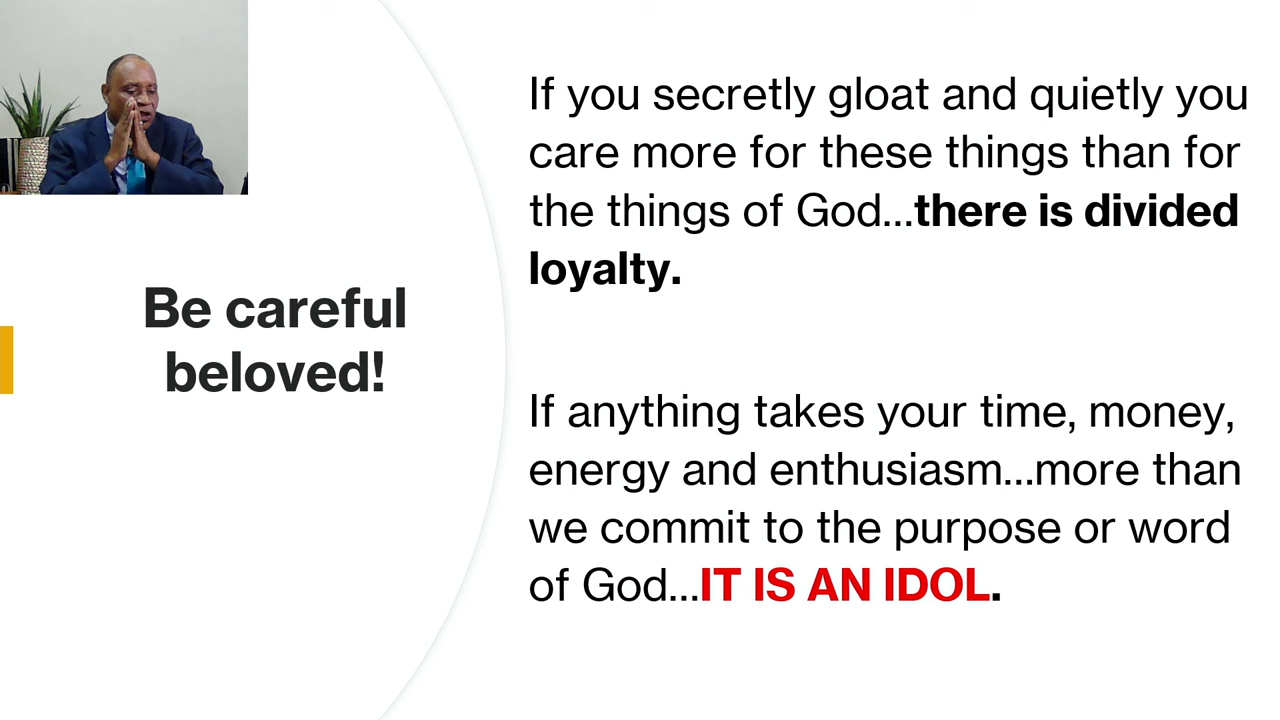 Be careful
beloved!
If you secretly gloat and quietly you
care more for these things than for
the things of God...there is divided
loyalty.
If anything takes your time, money,
energy and enthusiasm...more than
we commit to the purpose or word
of God...IT IS AN IDOL.